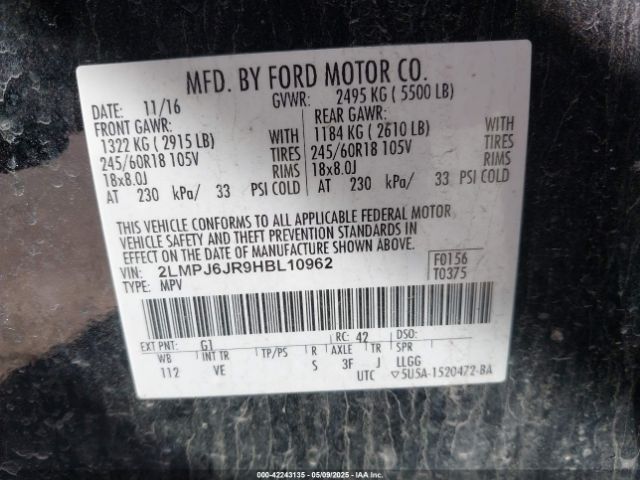 MFD. BY FORD MOTOR CO.
DATE: 11/16 GVWR: 2495 KG ( 5500 LB)
FRONT GAWR: REAR GAWR:
1322 KG ( 2915 LB) WITH 1184 KG ( 2610 LB) WITH
245/60R18 105V TIRES 245/60R18 105V TIRES
18x8.0J RIMS 18x8.0J RIMS
AT 230 kPa/ 33 PSI COLD AT 230 kPa/ 33 PSI COLD
THIS VEHICLE CONFORMS TO ALL APPLICABLE FEDERAL MOTOR
VEHICLE SAFETY AND THEFT PREVENTION STANDARDS IN
EFFECT ON THE DATE OF MANUFACTURE SHOWN ABOVE.
VIN: 2LMPJ6JR9HBL10962 F0156
TYPE: MPV T0375
EXT PNT: G1 RC: 42 DSO:
WB INT TR TP/PS R AXLE TR SPR
112 VE S 3F J LLGG
UTC ▽5U5A-1520472-BA
000-42243135 - 05/09/2025 - IAA Inc.